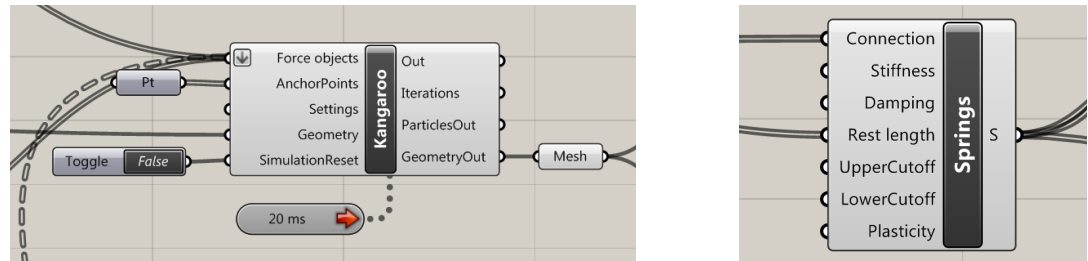 Force objects
AnchorPoints
Settings
Geometry
SimulationReset
Kangaroo
Out
Iterations
ParticlesOut
GeometryOut
Pt
Toggle False
20 ms
Mesh
Connection
Stiffness
Damping
Rest length
UpperCutoff
LowerCutoff
Plasticity
Springs
S